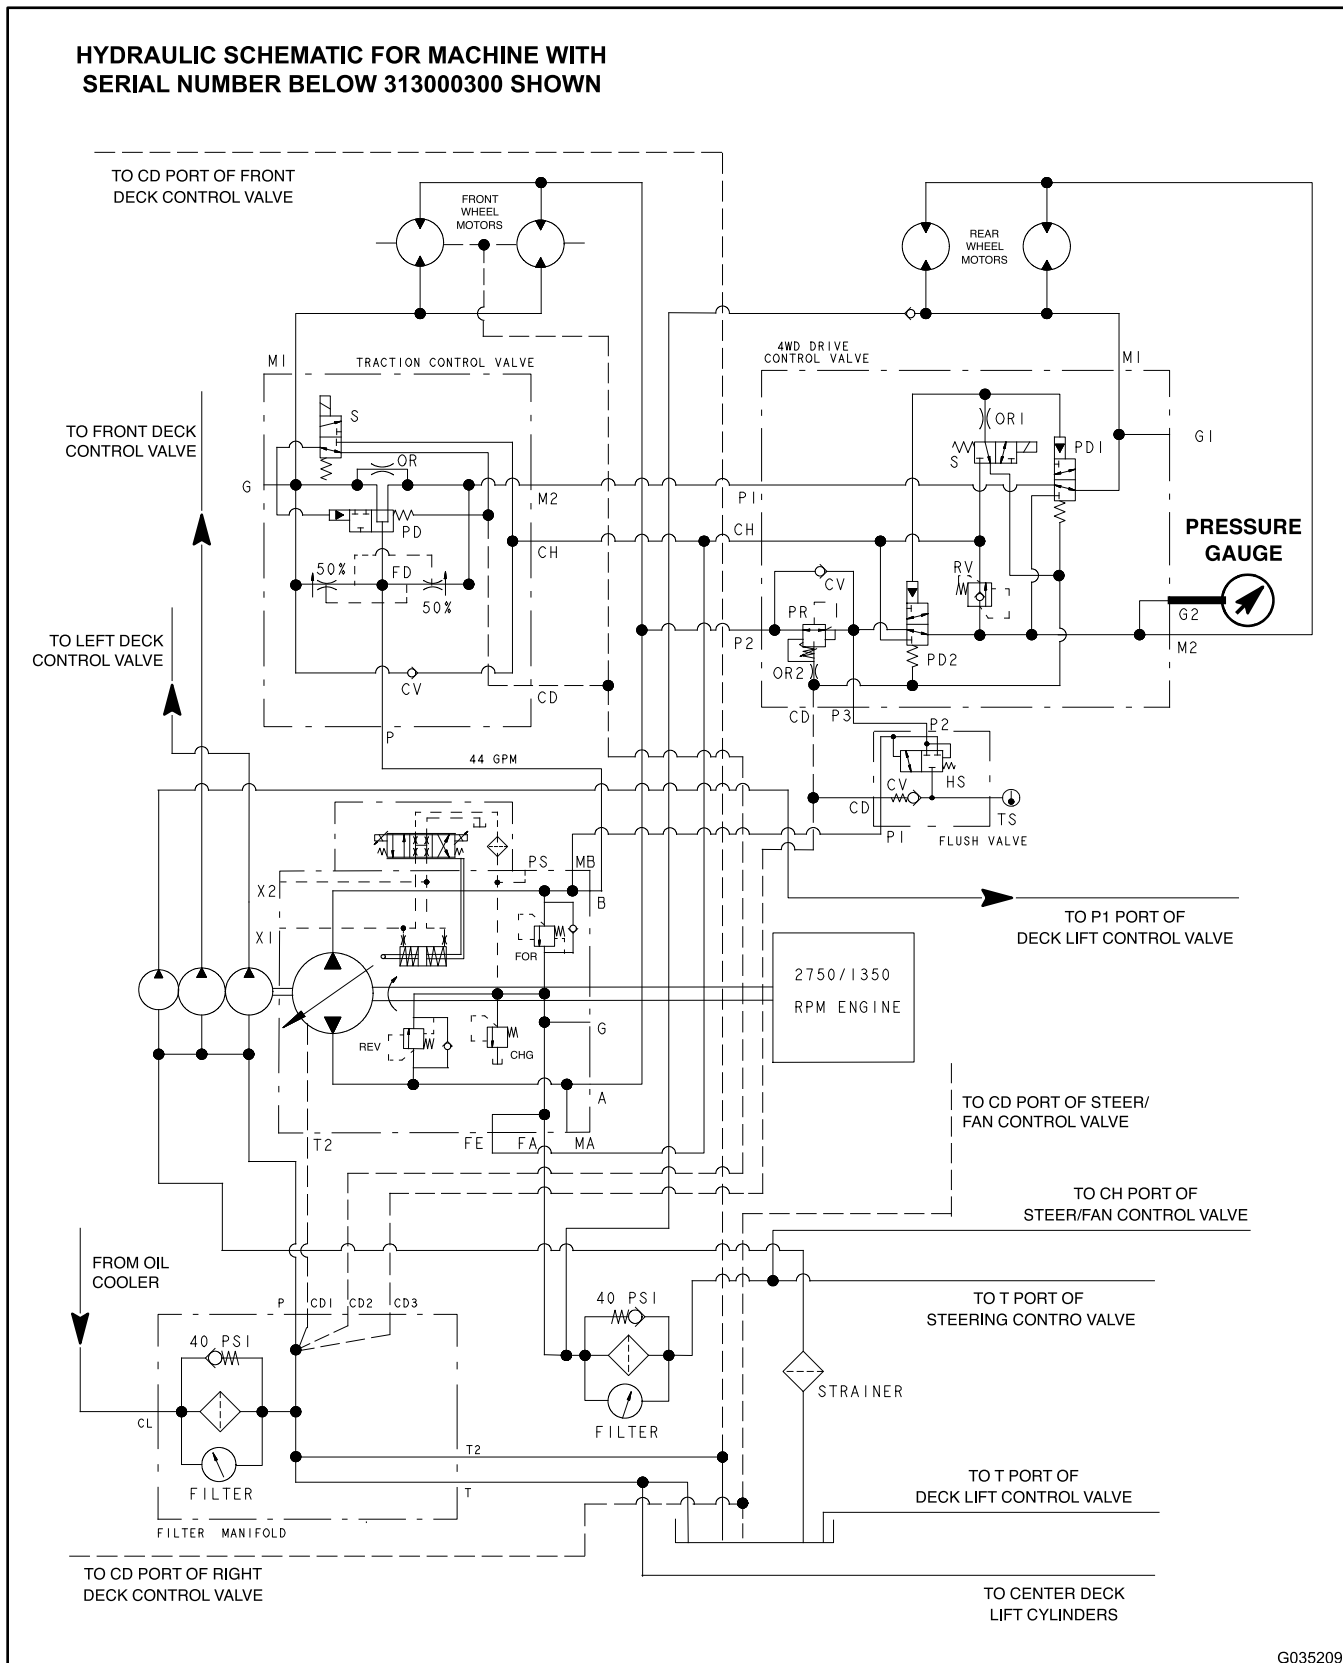 HYDRAULIC SCHEMATIC FOR MACHINE WITH
SERIAL NUMBER BELOW 313000300 SHOWN
TO CD PORT OF FRONT
DECK CONTROL VALVE
FRONT
WHEEL
MOTORS
REAR
WHEEL
MOTORS
4WD DRIVE
CONTROL VALVE
M1
TRACTION CONTROL VALVE
M1
S
OR1
PD1
G1
TO FRONT DECK
CONTROL VALVE
OR
S
G
M2
P1
PD
CH
CH
PRESSURE
GAUGE
50%
FD
50%
CV
RV
PR
G2
TO LEFT DECK
CONTROL VALVE
P2
M2
PD2
OR2
CV
CD
CD
P3
P2
P
44 GPM
HS
CV
CD
TS
P1
FLUSH VALVE
PS
MB
X2
B
TO P1 PORT OF
DECK LIFT CONTROL VALVE
X1
FOR
2750/1350
RPM ENGINE
G
REV
CHG
A
TO CD PORT OF STEER/
FAN CONTROL VALVE
T2
FE
FA
MA
TO CH PORT OF
STEER/FAN CONTROL VALVE
FROM OIL
COOLER
P
CD1
CD2
CD3
40 PSI
TO T PORT OF
STEERING CONTRO VALVE
40 PSI
STRAINER
CL
FILTER
T2
FILTER
T
TO T PORT OF
DECK LIFT CONTROL VALVE
FILTER MANIFOLD
TO CD PORT OF RIGHT
DECK CONTROL VALVE
TO CENTER DECK
LIFT CYLINDERS
G035209